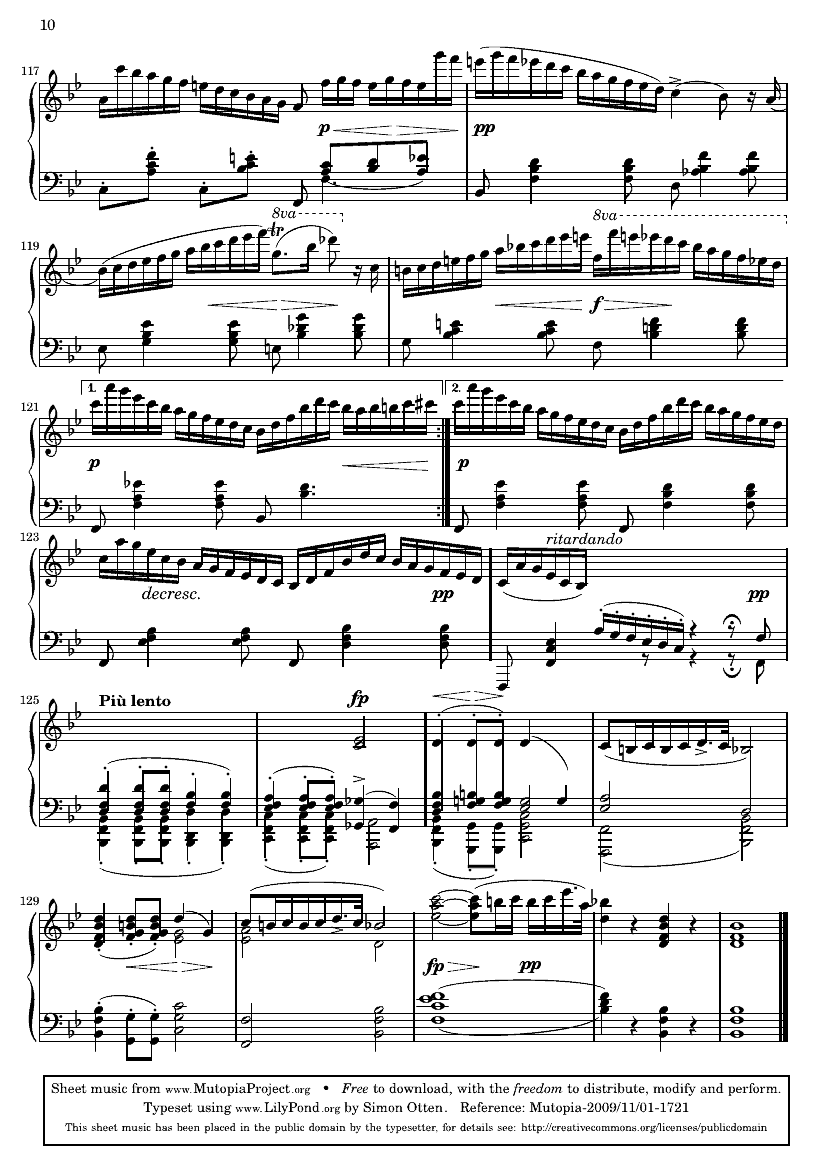 10
117
p
pp
119
8va
tr
8va
f
121
1.
2.
p
p
123
ritardando
decresc.
pp
pp
125
Più lento
fp
129
fp
pp
Sheet music from www.MutopiaProject.org • Free to download, with the freedom to distribute, modify and perform.
Typeset using www.LilyPond.org by Simon Otten. Reference: Mutopia-2009/11/01-1721
This sheet music has been placed in the public domain by the typesetter, for details see: http://creativecommons.org/licenses/publicdomain